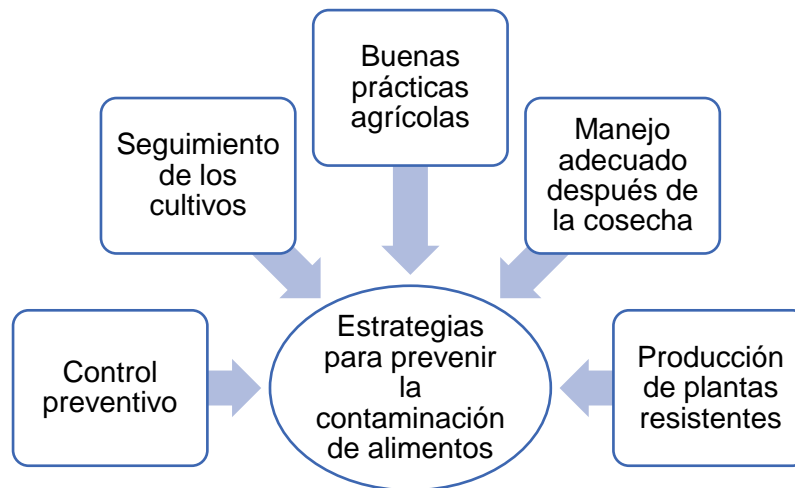 Buenas
prácticas
agrícolas
Seguimiento
de los
cultivos
Manejo
adecuado
después de
la cosecha
Control
preventivo
Estrategias
para prevenir
la
contaminación
de alimentos
Producción
de plantas
resistentes